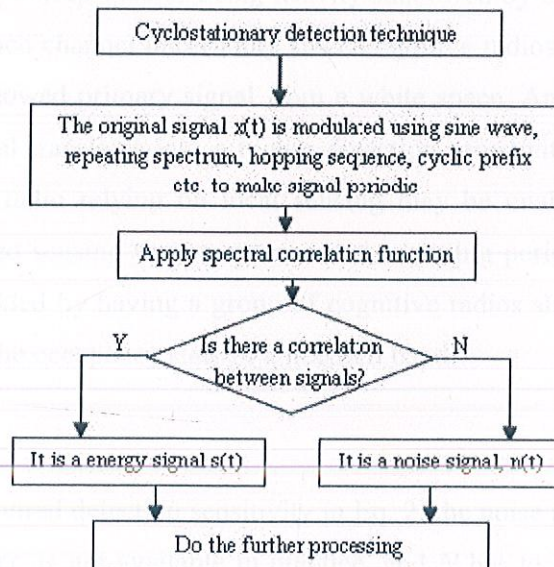 Cyclostationary detection technique
The original signal x(t) is modulated using sine wave,
repeating spectrum, hopping sequence, cyclic prefix
etc. to make signal periodic
Apply spectral correlation function
Is there a correlation
between signals?
Y
N
It is a energy signal s(t)
It is a noise signal, n(t)
Do the further processing